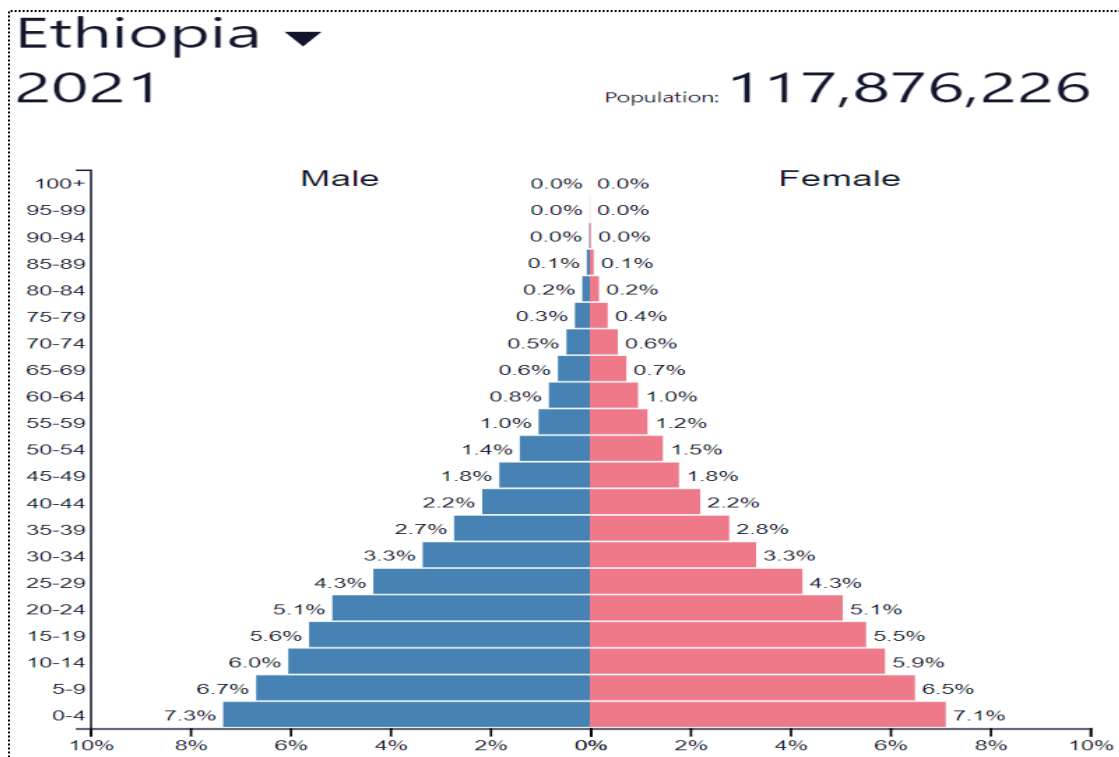 Ethiopia
2021 Population: 117,876,226
Male Female
100+ 0.0% 0.0%
95-99 0.0% 0.0%
90-94 0.0% 0.0%
85-89 0.1% 0.1%
80-84 0.2% 0.2%
75-79 0.3% 0.4%
70-74 0.5% 0.6%
65-69 0.6% 0.7%
60-64 0.8% 1.0%
55-59 1.0% 1.2%
50-54 1.4% 1.5%
45-49 1.8% 1.8%
40-44 2.2% 2.2%
35-39 2.7% 2.8%
30-34 3.3% 3.3%
25-29 4.3% 4.3%
20-24 5.1% 5.1%
15-19 5.6% 5.5%
10-14 6.0% 5.9%
5-9 6.7% 6.5%
0-4 7.3% 7.1%
10% 8% 6% 4% 2% 0% 2% 4% 6% 8% 10%